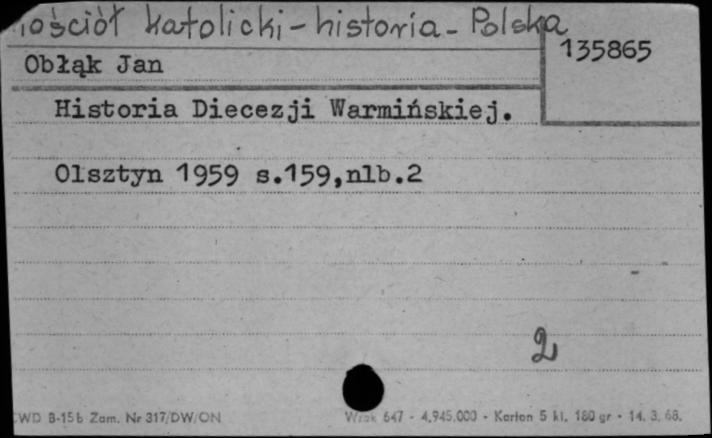 Kościół katolicki - historia - Polska
135865
Obłąk Jan
Historia Diecezji Warmińskiej.
Olsztyn 1959 s.159,nlb.2
2
CWD B-15b Zam. Nr 317/DW/ON 647 - 4.945.000 - Karton 5 kl. 180 gr - 14. 3. 68.